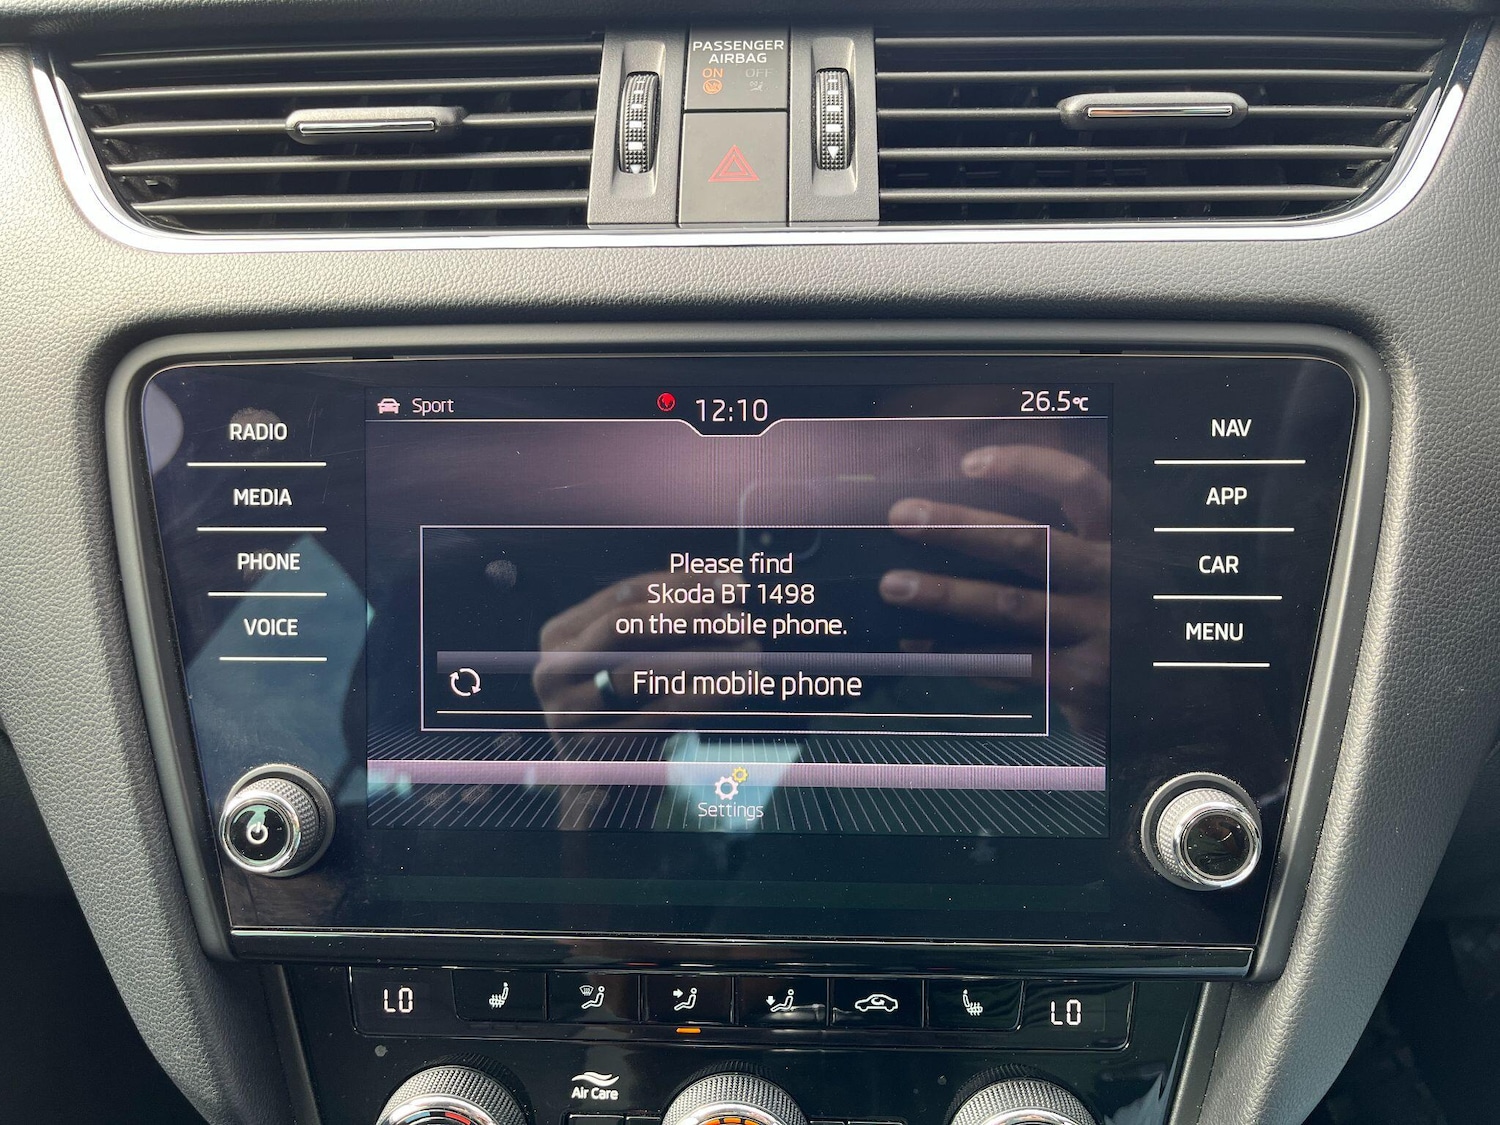 PASSENGER
AIRBAG
ON OFF
Sport 12:10 26.5°C
RADIO
MEDIA
PHONE
VOICE
Please find
Skoda BT 1498
on the mobile phone.
Find mobile phone
Settings
NAV
APP
CAR
MENU
LO LO
Air Care